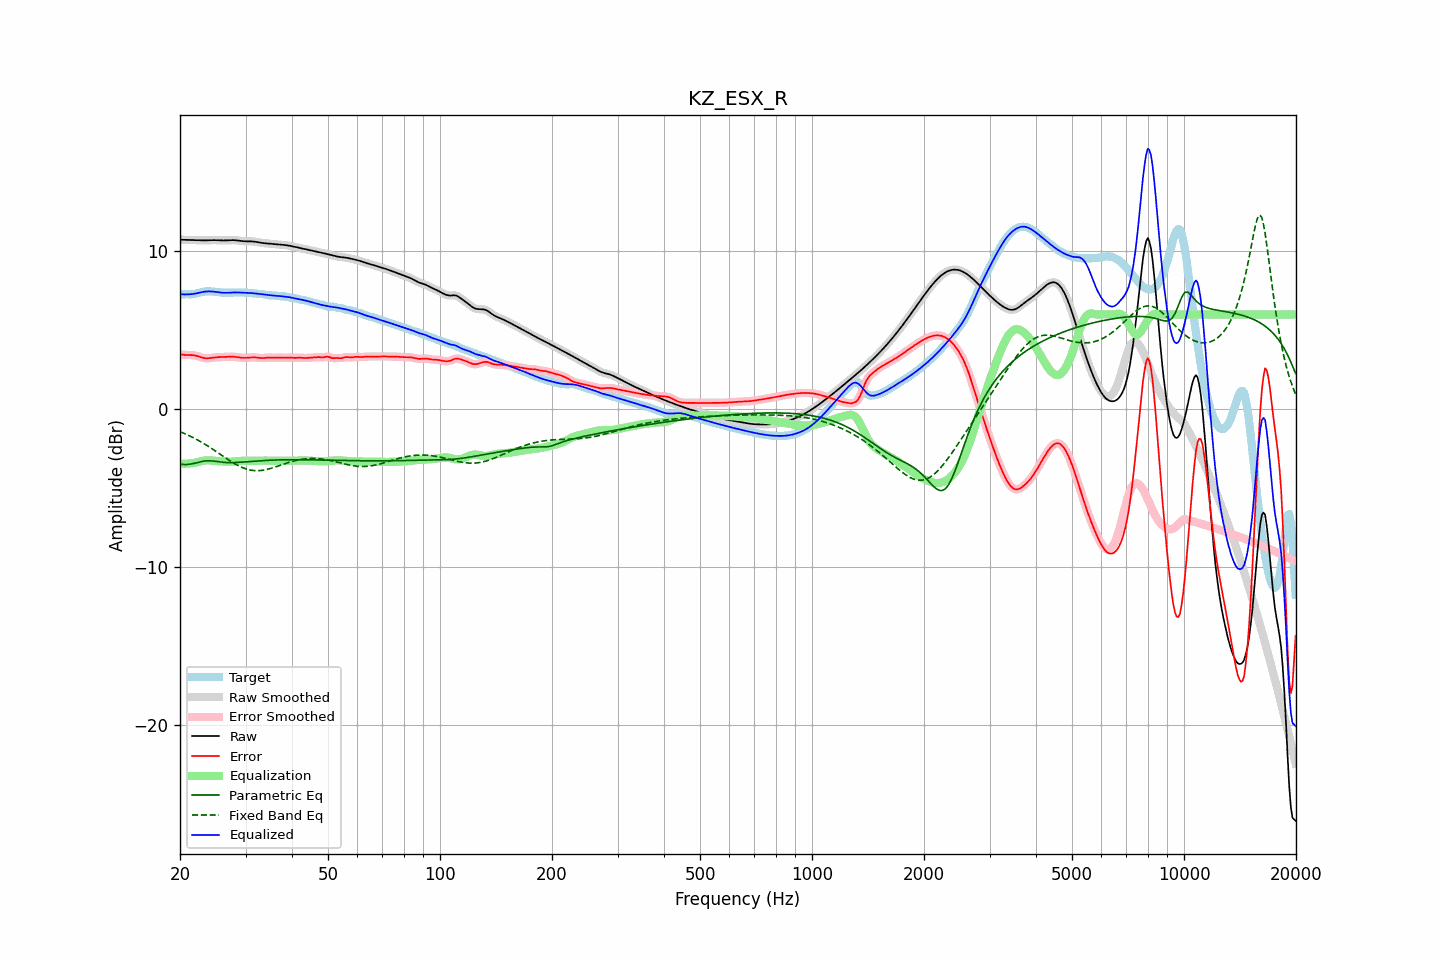 KZ_ESX_R
Amplitude (dBr)
10
0
−10
−20
Target
Raw Smoothed
Error Smoothed
Raw
Error
Equalization
Parametric Eq
Fixed Band Eq
Equalized
20 50 100 200 500 1000 2000 5000 10000 20000
Frequency (Hz)